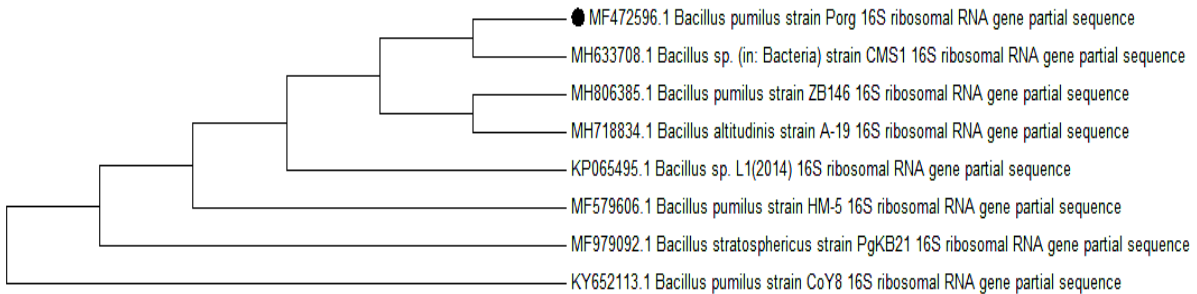 MF472596.1 Bacillus pumilus strain Porg 16S ribosomal RNA gene partial sequence
MH633708.1 Bacillus sp. (in: Bacteria) strain CMS1 16S ribosomal RNA gene partial sequence
MH806385.1 Bacillus pumilus strain ZB146 16S ribosomal RNA gene partial sequence
MH718834.1 Bacillus altitudinis strain A-19 16S ribosomal RNA gene partial sequence
KP065495.1 Bacillus sp. L1(2014) 16S ribosomal RNA gene partial sequence
MF579606.1 Bacillus pumilus strain HM-5 16S ribosomal RNA gene partial sequence
MF979092.1 Bacillus stratosphericus strain PgKB21 16S ribosomal RNA gene partial sequence
KY652113.1 Bacillus pumilus strain CoY8 16S ribosomal RNA gene partial sequence